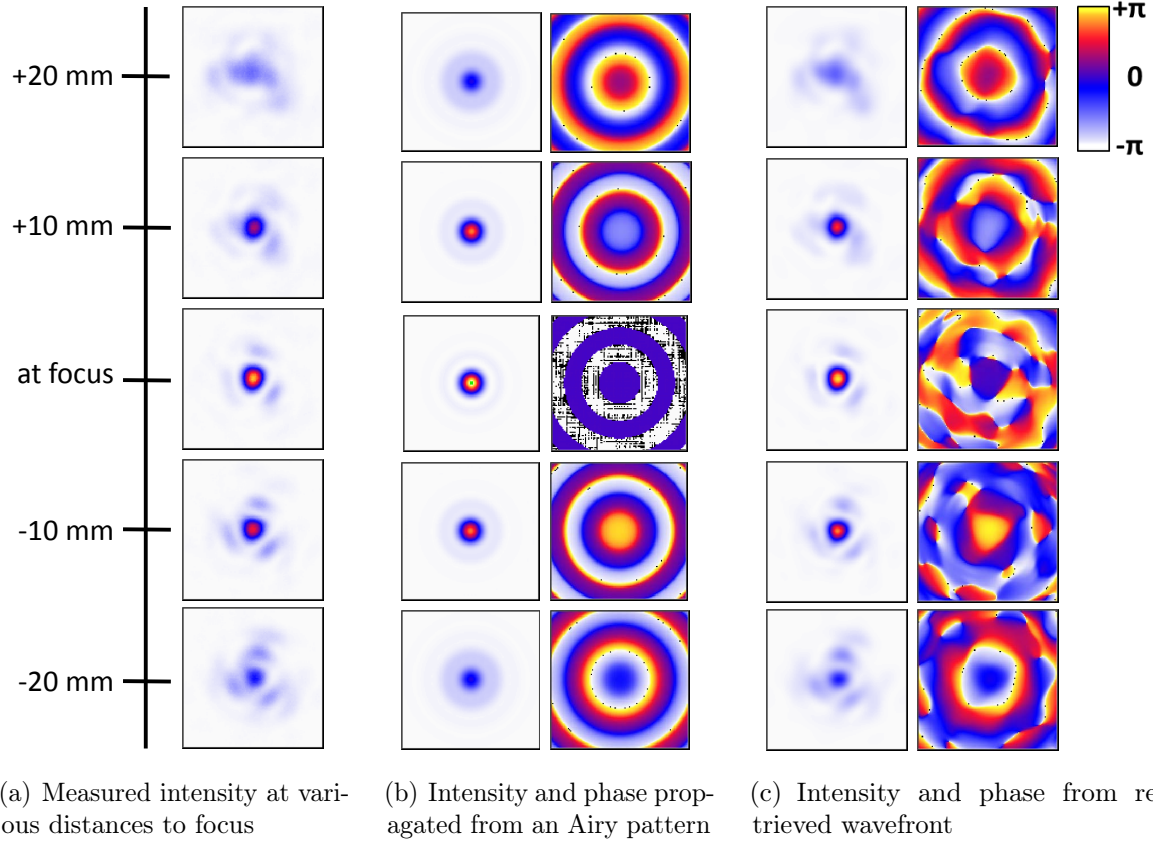 +20 mm
+10 mm
at focus
-10 mm
-20 mm
+π
0
-π
(a) Measured intensity at vari-
ous distances to focus
(b) Intensity and phase prop-
agated from an Airy pattern
(c) Intensity and phase from re
trieved wavefront